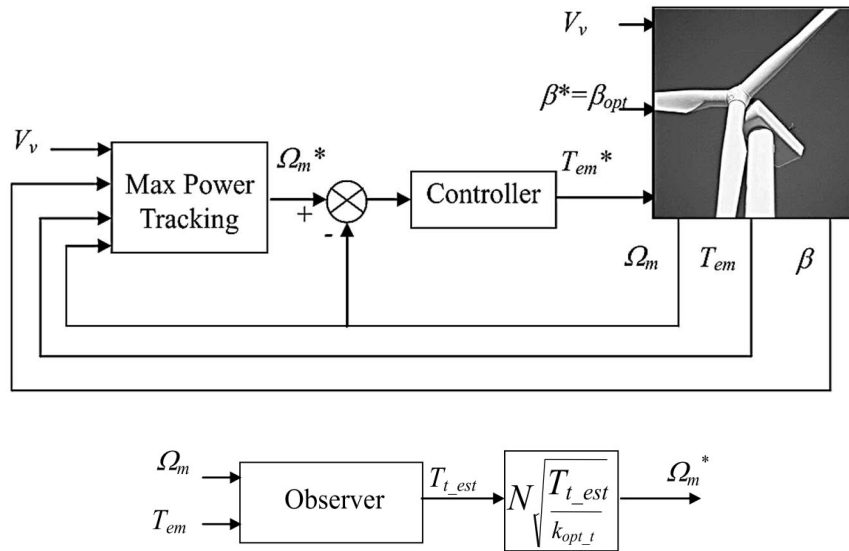 V_v
β*=β_opt
V_v
Max Power
Tracking
Ω_m*
+
-
Controller
T_em*
Ω_m
T_em
β
Ω_m
T_em
Observer
T_t_est
N√(T_t_est/k_opt_t)
Ω_m*